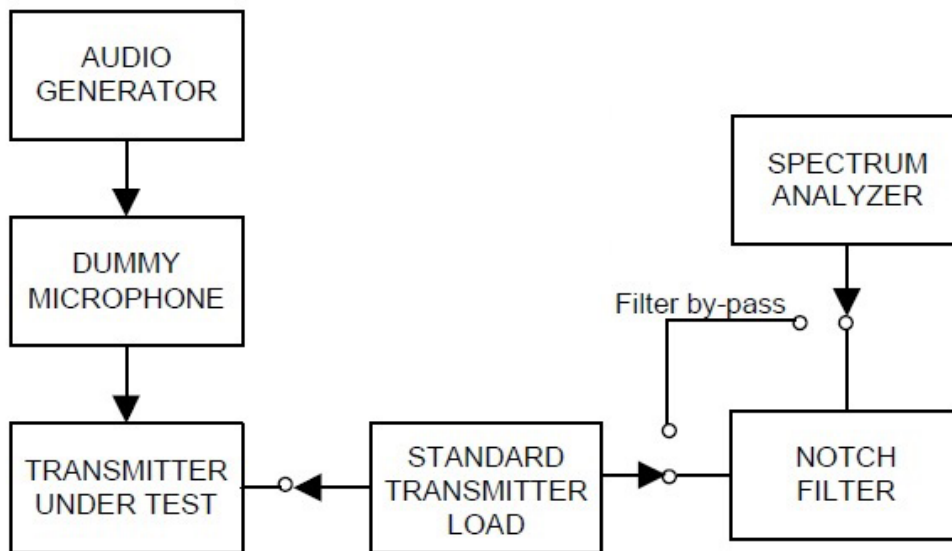 AUDIO
GENERATOR
SPECTRUM
ANALYZER
DUMMY
MICROPHONE
Filter by-pass
TRANSMITTER
UNDER TEST
STANDARD
TRANSMITTER
LOAD
NOTCH
FILTER